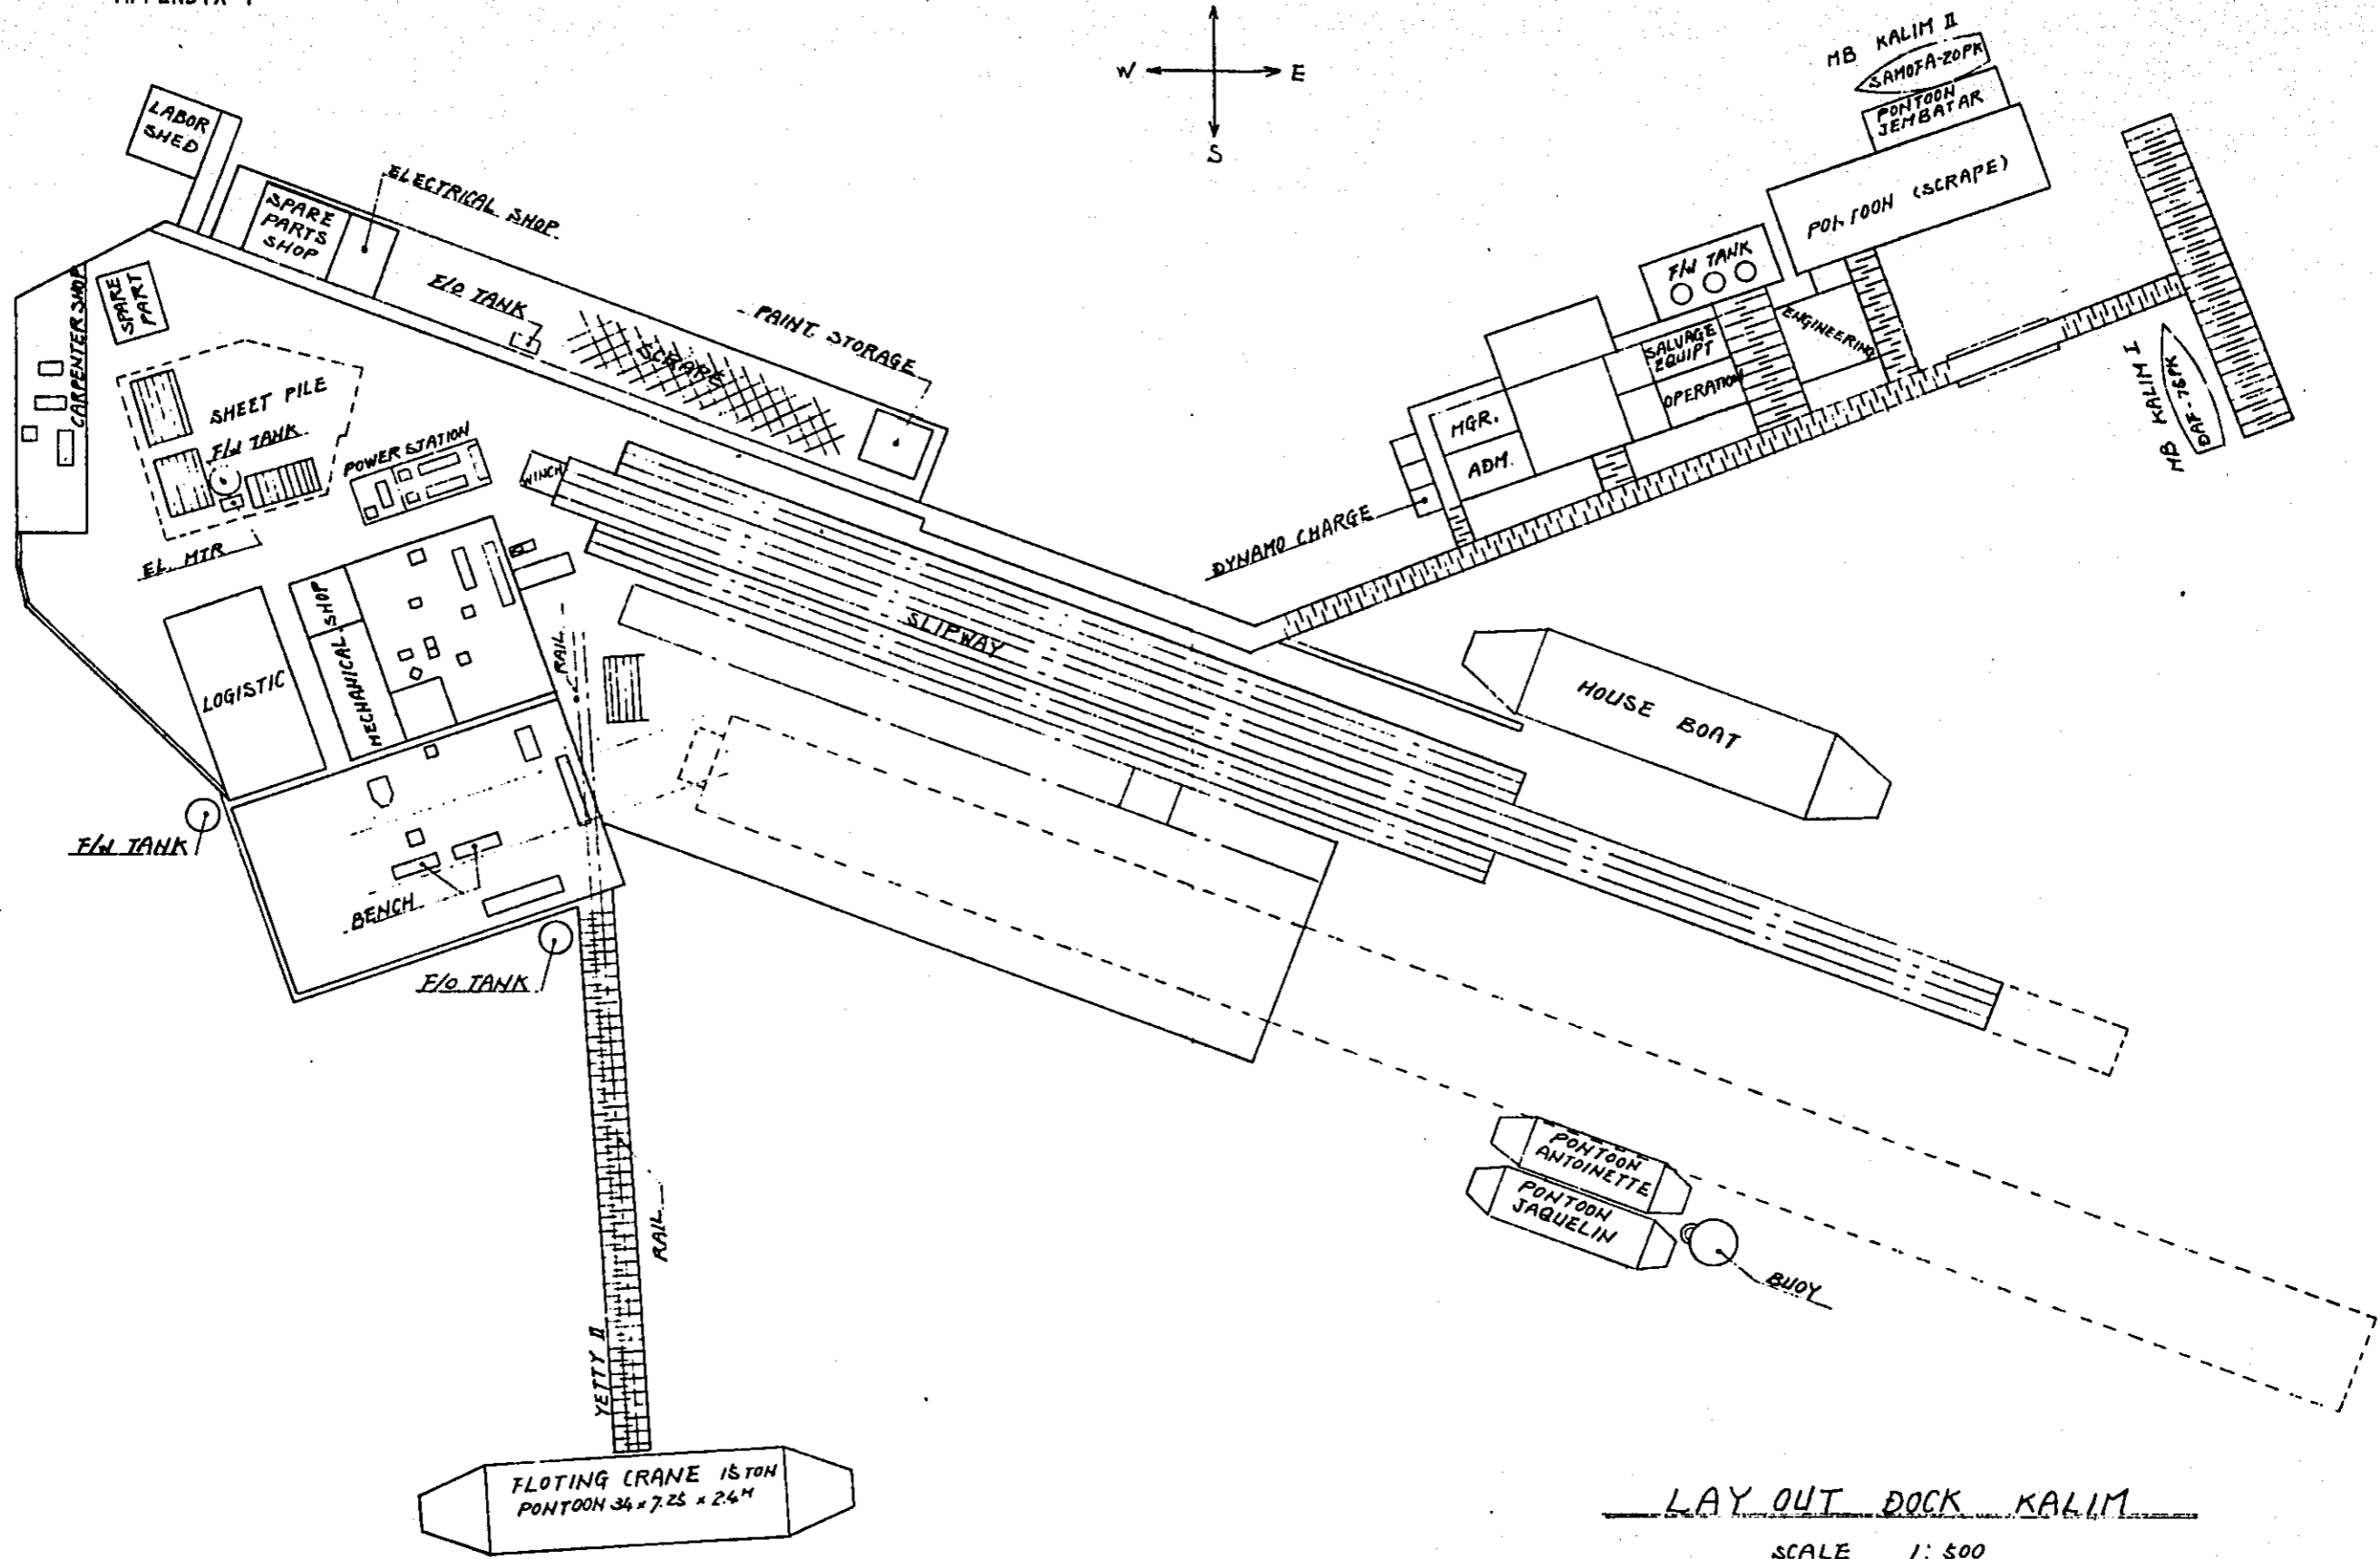 APPENDIX
W
E
S
MB KALIM II
SAMOFA-20PK
PONTOON
JEMBATAR
PONTOON (SCRAPE)
LABOR
SHED
ELECTRICAL SHOP
SPARE
PARTS
SHOP
F/O TANK
SCRAPE
PAINT STORAGE
F/W TANK
SALVAGE
EQUIPT
OPERATION
ENGINEERING
MGR.
ADM.
DYNAMO CHARGE
MB KALIM I
DAF-75PK
CARPENTER SHOP
SPARE
PART
SHEET PILE
F/W TANK
POWER STATION
WINCH
EL. MTR
LOGISTIC
MECHANICAL SHOP
RAIL
SLIPWAY
HOUSE BOAT
F/W TANK
BENCH
F/O TANK
PONTOON
ANTOINETTE
PONTOON
JAQUELIN
BUOY
RAIL
YETTY II
FLOTING CRANE 15 TON
PONTOON 34 x 7.25 x 2.4M
LAY OUT DOCK KALIM
SCALE 1:500